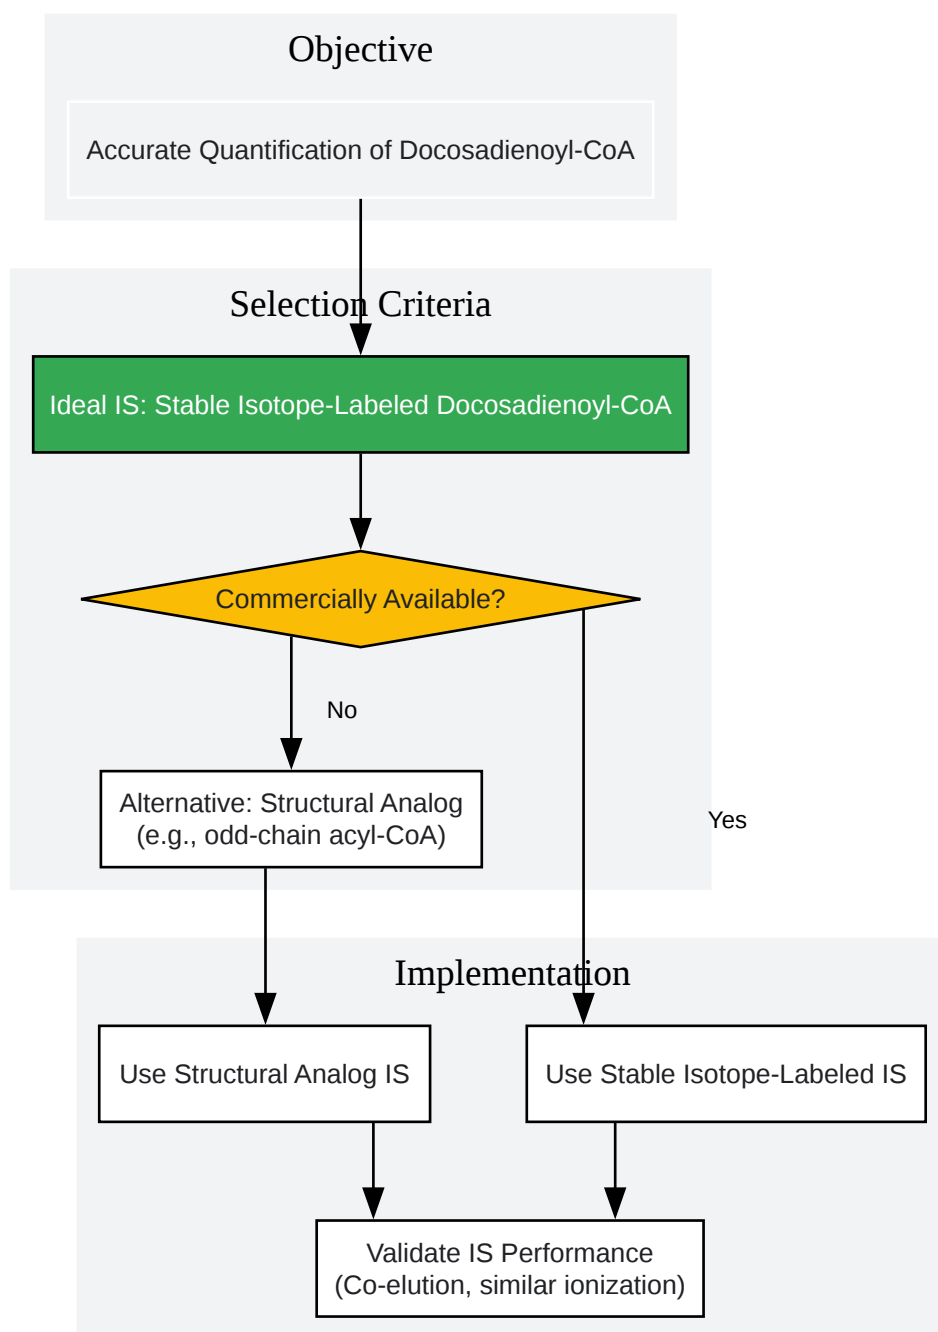 Objective
Accurate Quantification of Docosadienoyl-CoA
Selection Criteria
Ideal IS: Stable Isotope-Labeled Docosadienoyl-CoA
Commercially Available?
No
Alternative: Structural Analog
(e.g., odd-chain acyl-CoA)
Yes
Implementation
Use Structural Analog IS
Use Stable Isotope-Labeled IS
Validate IS Performance
(Co-elution, similar ionization)